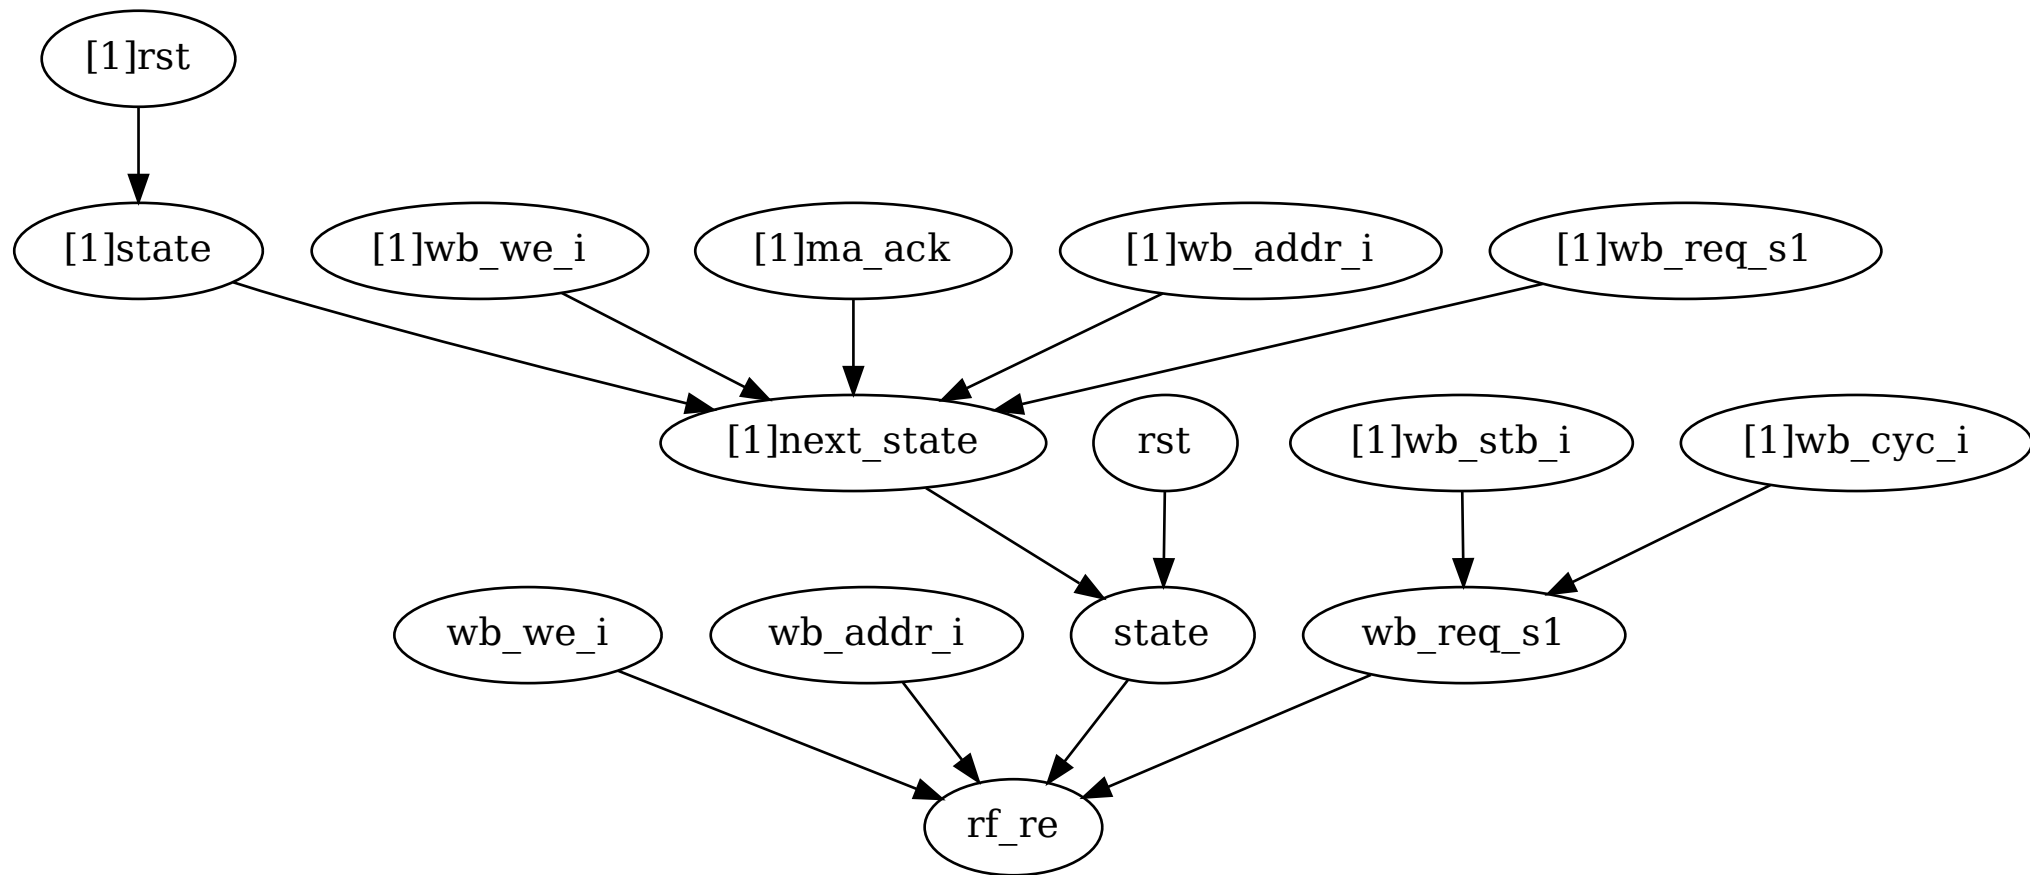 [1]rst
[1]state
[1]wb_we_i
[1]ma_ack
[1]wb_addr_i
[1]wb_req_s1
[1]next_state
rst
[1]wb_stb_i
[1]wb_cyc_i
wb_we_i
wb_addr_i
state
wb_req_s1
rf_re